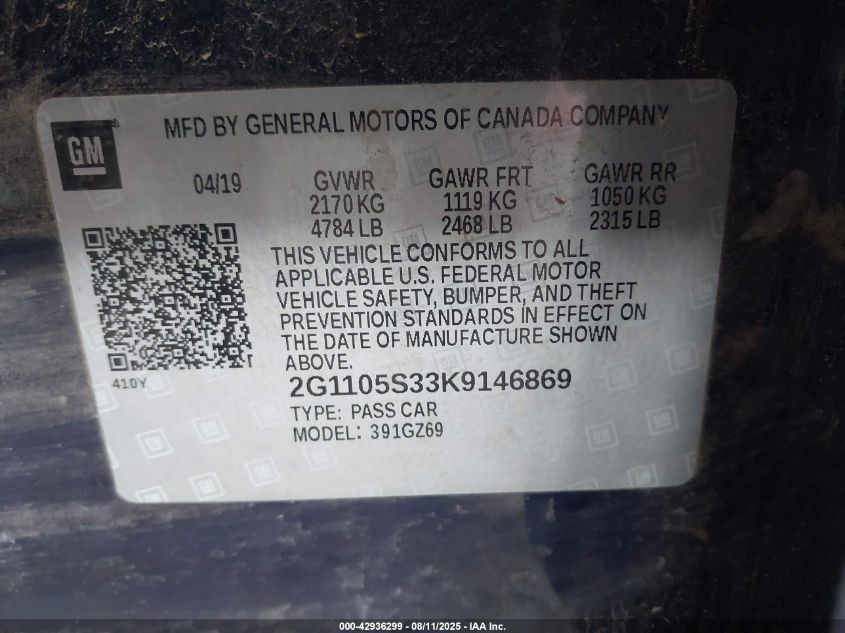 MFD BY GENERAL MOTORS OF CANADA COMPANY
GM
04/19
GVWR GAWR FRT GAWR RR
2170 KG 1119 KG 1050 KG
4784 LB 2468 LB 2315 LB
THIS VEHICLE CONFORMS TO ALL
APPLICABLE U.S. FEDERAL MOTOR
VEHICLE SAFETY, BUMPER, AND THEFT
PREVENTION STANDARDS IN EFFECT ON
THE DATE OF MANUFACTURE SHOWN
ABOVE.
410Y
2G1105S33K9146869
TYPE: PASS CAR
MODEL: 391GZ69
000-42936299 - 08/11/2025 - IAA Inc.